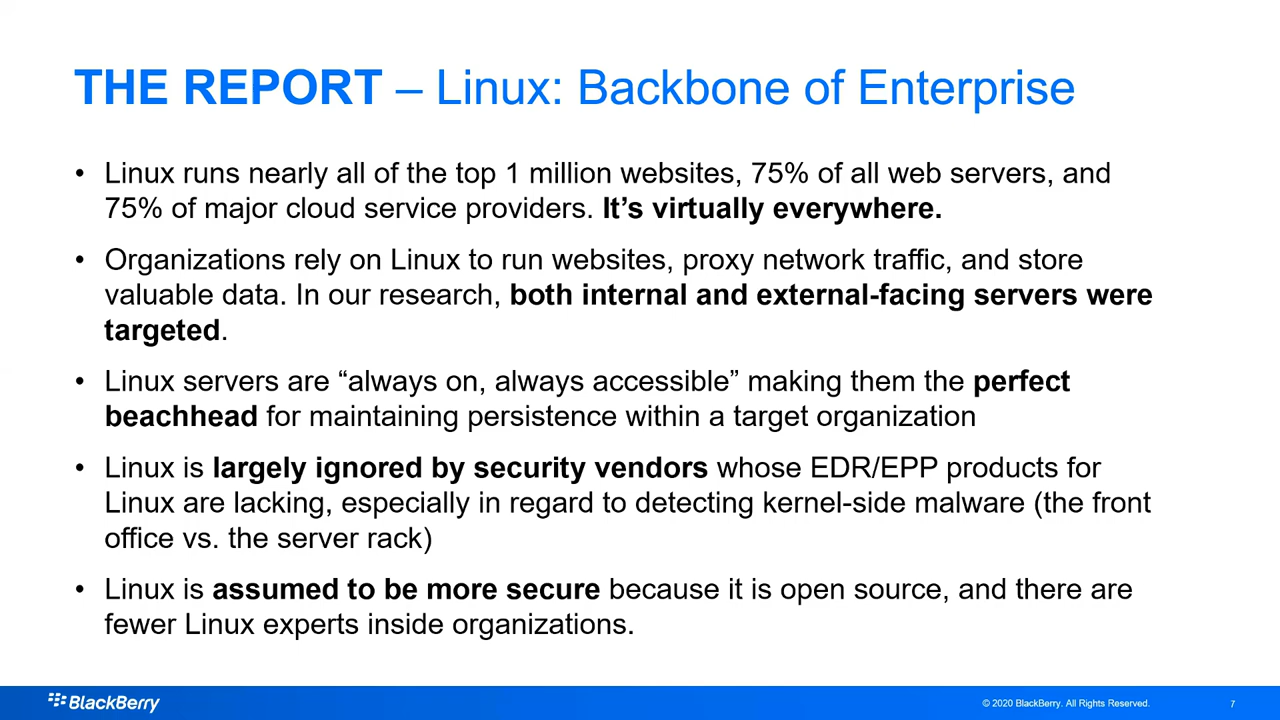 THE REPORT – Linux: Backbone of Enterprise
• Linux runs nearly all of the top 1 million websites, 75% of all web servers, and
75% of major cloud service providers. It’s virtually everywhere.
• Organizations rely on Linux to run websites, proxy network traffic, and store
valuable data. In our research, both internal and external-facing servers were
targeted.
• Linux servers are “always on, always accessible” making them the perfect
beachhead for maintaining persistence within a target organization
• Linux is largely ignored by security vendors whose EDR/EPP products for
Linux are lacking, especially in regard to detecting kernel-side malware (the front
office vs. the server rack)
• Linux is assumed to be more secure because it is open source, and there are
fewer Linux experts inside organizations.
BlackBerry
© 2020 BlackBerry. All Rights Reserved.
7